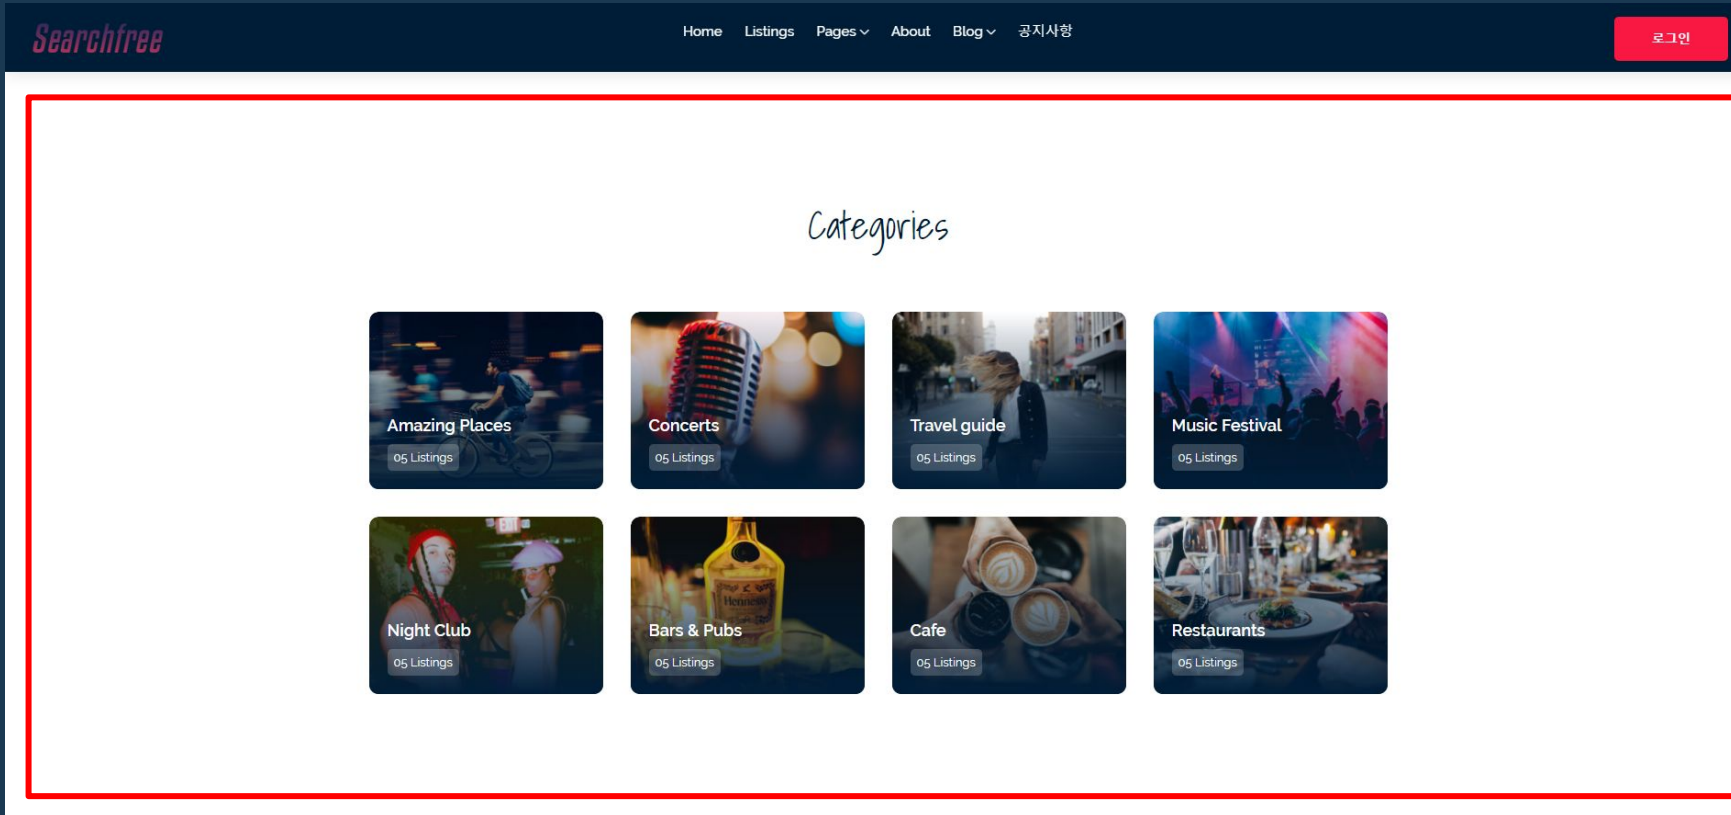 Searchfree
Home Listings Pages About Blog 공지사항
로그인
Categories
Amazing Places
05 Listings
Concerts
05 Listings
Travel guide
05 Listings
Music Festival
05 Listings
EXIT
Night Club
05 Listings
Hennessy
Bars & Pubs
05 Listings
Cafe
05 Listings
Restaurants
05 Listings